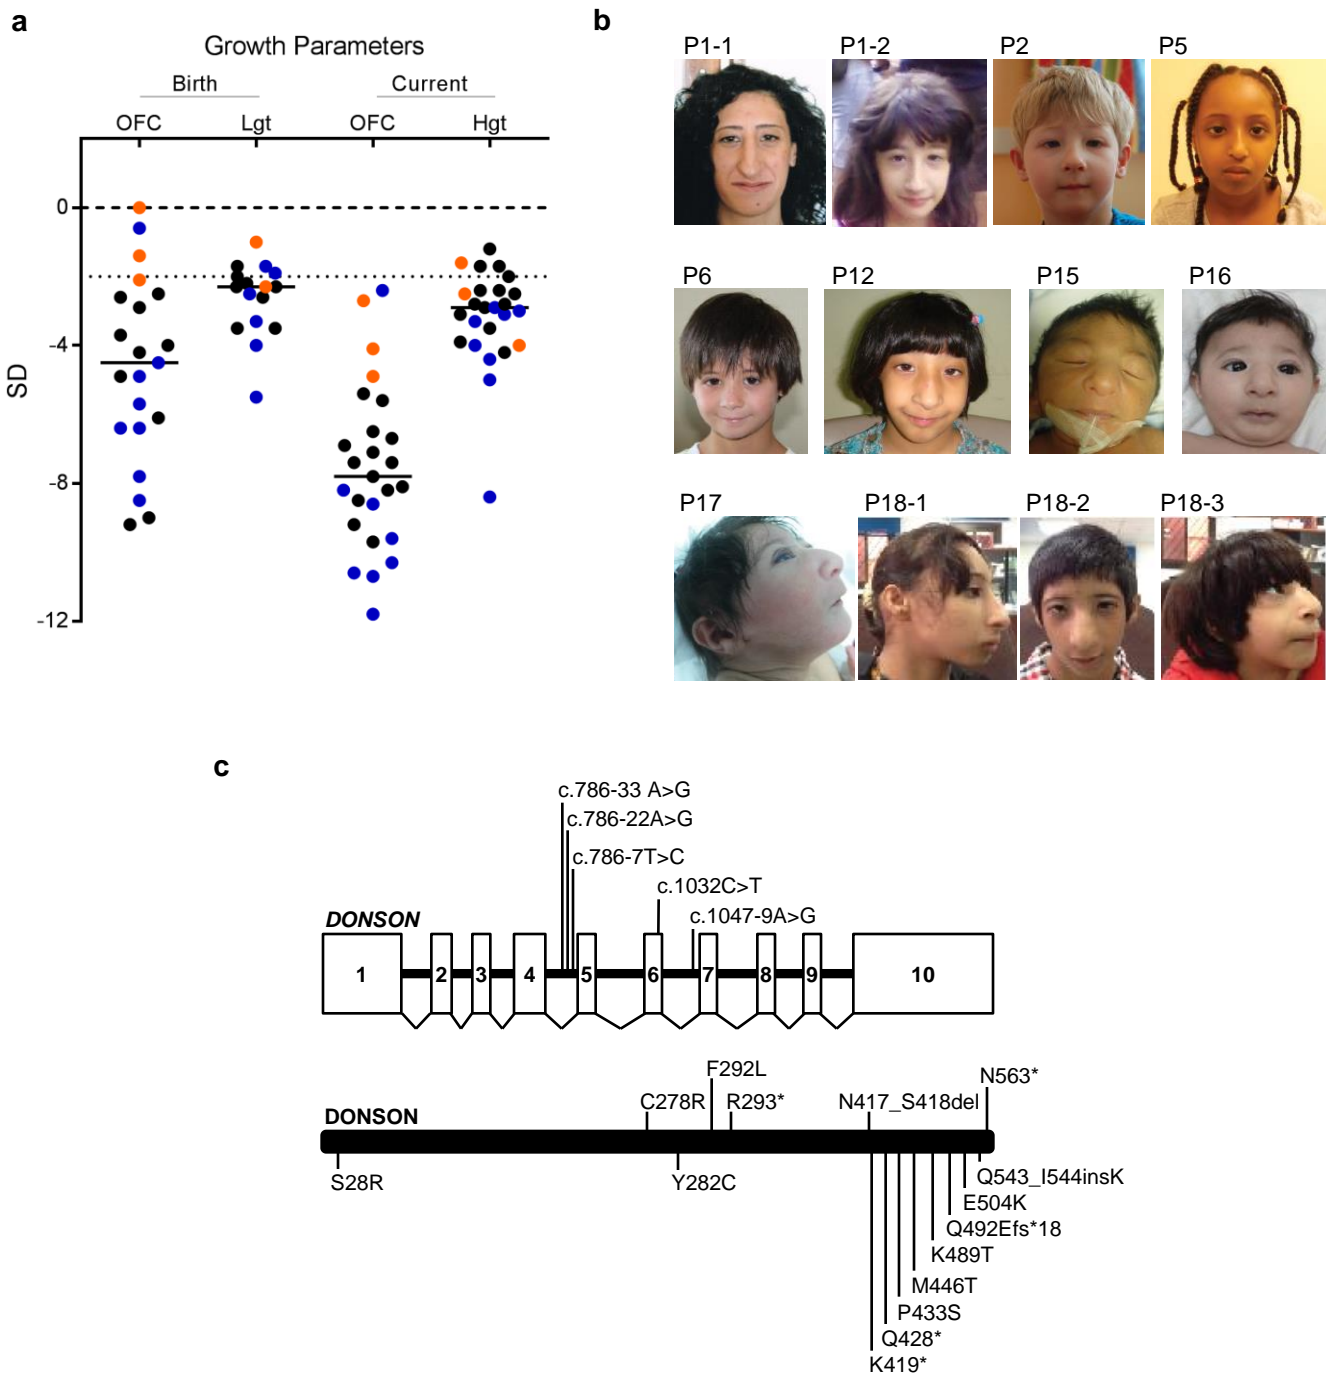 a
Growth Parameters
Birth Current
OFC Lgt OFC Hgt
0
-4
-8
-12
SD
b
P1-1 P1-2 P2 P5
P6 P12 P15 P16
P17 P18-1 P18-2 P18-3
c
c.786-33 A>G
c.786-22A>G
c.786-7T>C
c.1032C>T
c.1047-9A>G
DONSON
1 2 3 4 5 6 7 8 9 10
F292L
N563*
C278R R293* N417_S418del
DONSON
S28R Y282C Q543_I544insK
E504K
Q492Efs*18
K489T
M446T
P433S
Q428*
K419*